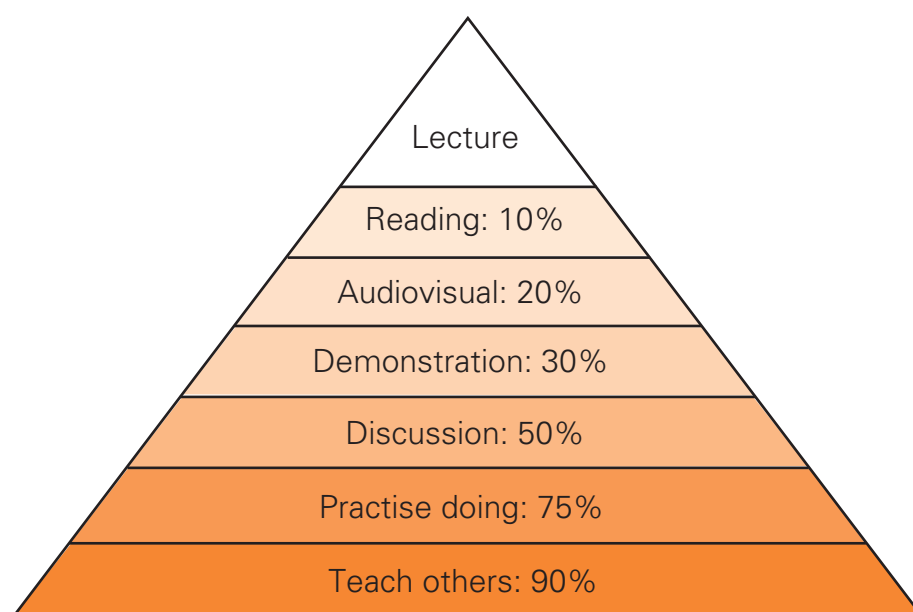 Lecture
Reading: 10%
Audiovisual: 20%
Demonstration: 30%
Discussion: 50%
Practise doing: 75%
Teach others: 90%